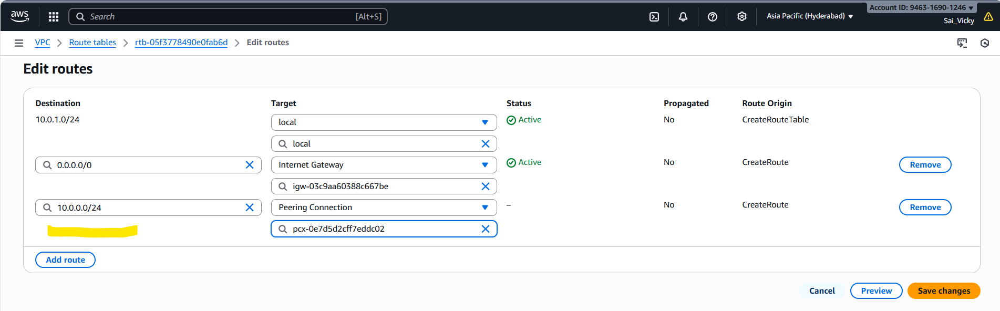 aws
Search [Alt+S]
Asia Pacific (Hyderabad)
Account ID: 9463-1690-1246
Sai_Vicky
VPC > Route tables > rtb-05f3778490e0fab6d > Edit routes
Edit routes
Destination Target Status Propagated Route Origin
10.0.1.0/24 local Active No CreateRouteTable
local
0.0.0.0/0 Internet Gateway Active No CreateRoute Remove
igw-03c9aa60388c667be
10.0.0.0/24 Peering Connection – No CreateRoute Remove
pcx-0e7d5d2cff7eddc02
Add route
Cancel Preview Save changes